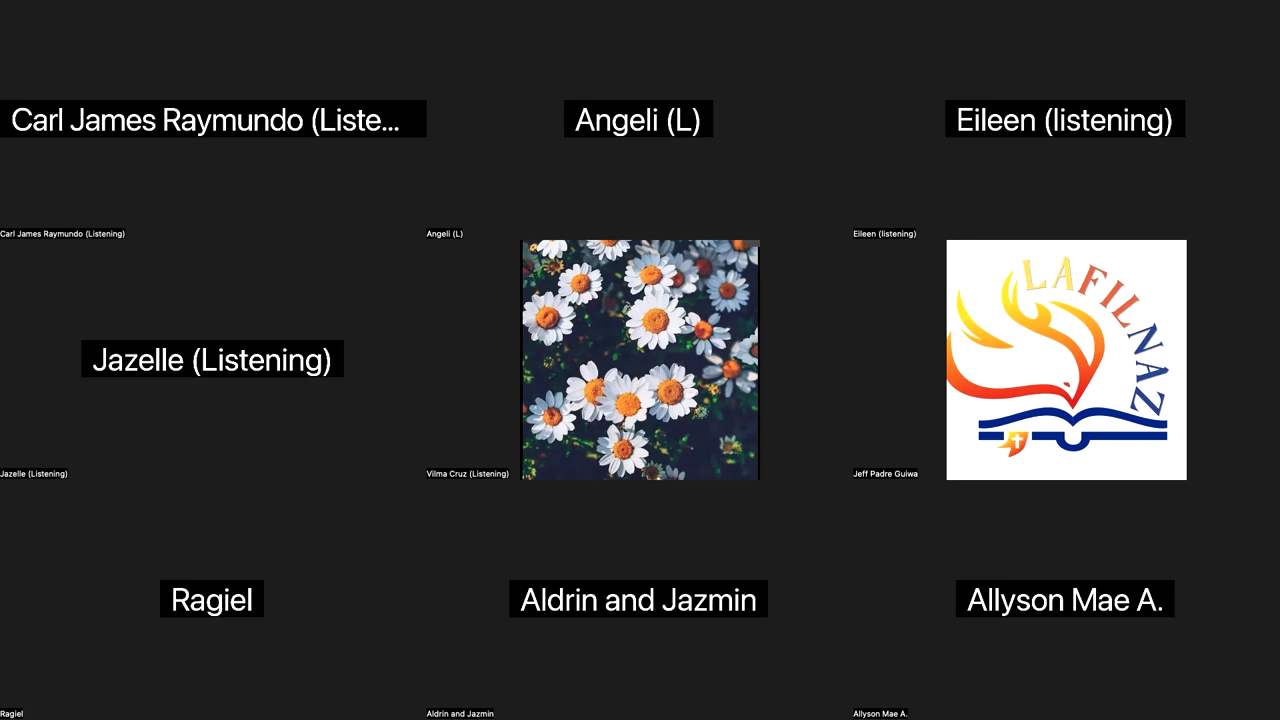 Carl James Raymundo (Liste...
Angeli (L)
Eileen (listening)
Carl James Raymundo (Listening)
Angeli (L)
Eileen (listening)
Jazelle (Listening)
LAFILNAZ
Jazelle (Listening)
Vilma Cruz (Listening)
Jeff Padre Guiwa
Ragiel
Aldrin and Jazmin
Allyson Mae A.
Ragiel
Aldrin and Jazmin
Allyson Mae A.